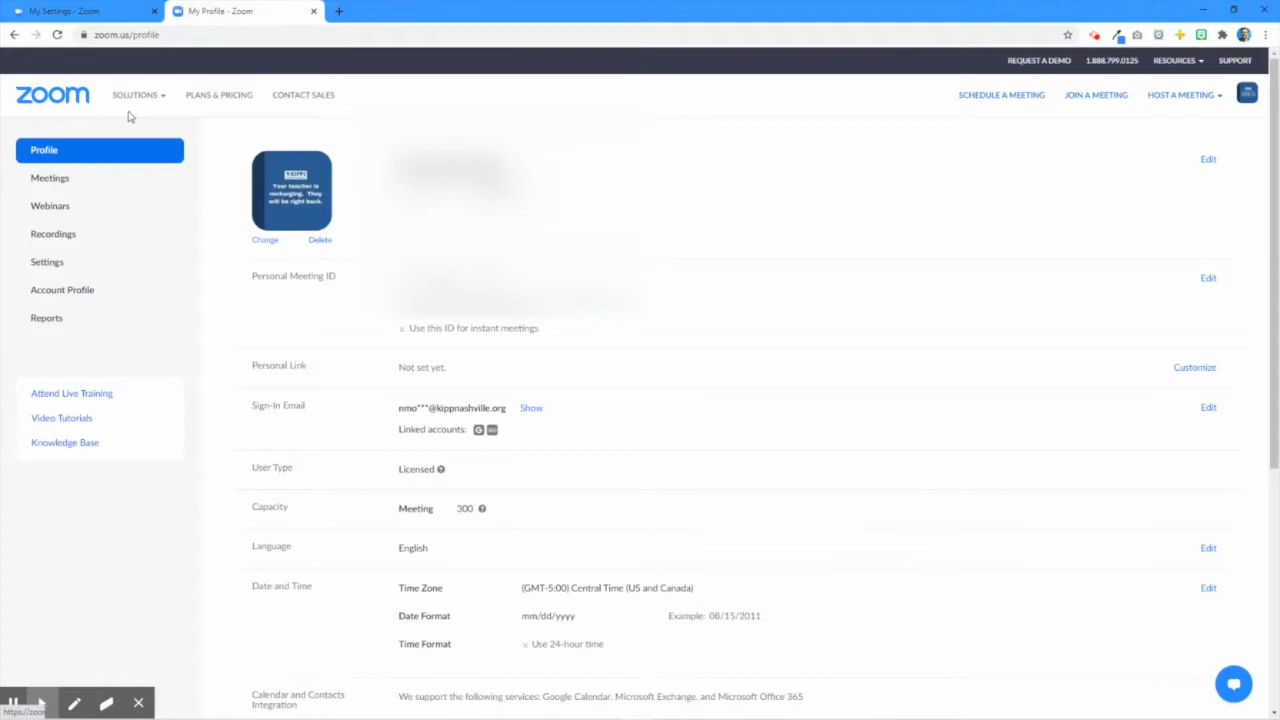 My Settings - Zoom
My Profile - Zoom
zoom.us/profile
REQUEST A DEMO 1.888.799.0125 RESOURCES SUPPORT
zoom SOLUTIONS PLANS & PRICING CONTACT SALES SCHEDULE A MEETING JOIN A MEETING HOST A MEETING
Profile
Meetings
Webinars
Recordings
Settings
Account Profile
Reports
Attend Live Training
Video Tutorials
Knowledge Base
KIPP
Your teacher is
recharging. They
will be right back.
Change Delete
Edit
Personal Meeting ID
Edit
Use this ID for instant meetings
Personal Link Not set yet. Customize
Sign-In Email nmo***@kippnashville.org Show Edit
Linked accounts:
User Type Licensed
Capacity Meeting 300
Language English Edit
Date and Time Time Zone (GMT-5:00) Central Time (US and Canada) Edit
Date Format mm/dd/yyyy Example: 08/15/2011
Time Format Use 24-hour time
Calendar and Contacts
Integration
We support the following services: Google Calendar, Microsoft Exchange, and Microsoft Office 365
https://zoom